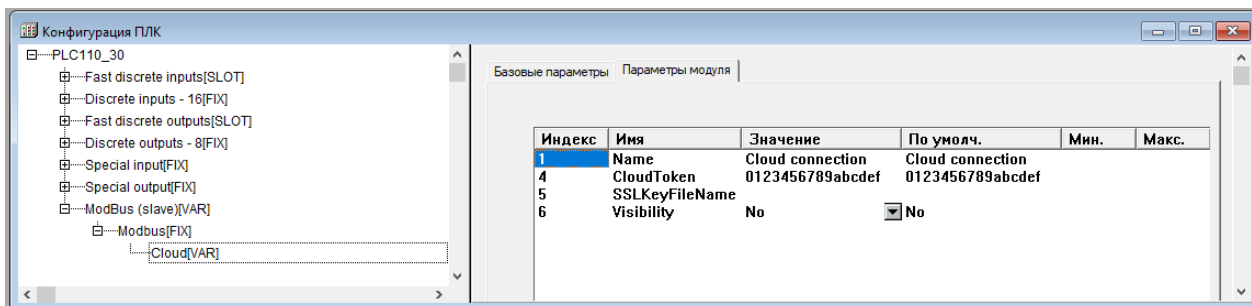 Конфигурация ПЛК
PLC110_30
Fast discrete inputs[SLOT]
Discrete inputs - 16[FIX]
Fast discrete outputs[SLOT]
Discrete outputs - 8[FIX]
Special input[FIX]
Special output[FIX]
ModBus (slave)[VAR]
Modbus[FIX]
Cloud[VAR]
Базовые параметры Параметры модуля
Индекс Имя Значение По умолч. Мин. Макс.
1 Name Cloud connection Cloud connection
4 CloudToken 0123456789abcdef 0123456789abcdef
5 SSLKeyFileName
6 Visibility No No